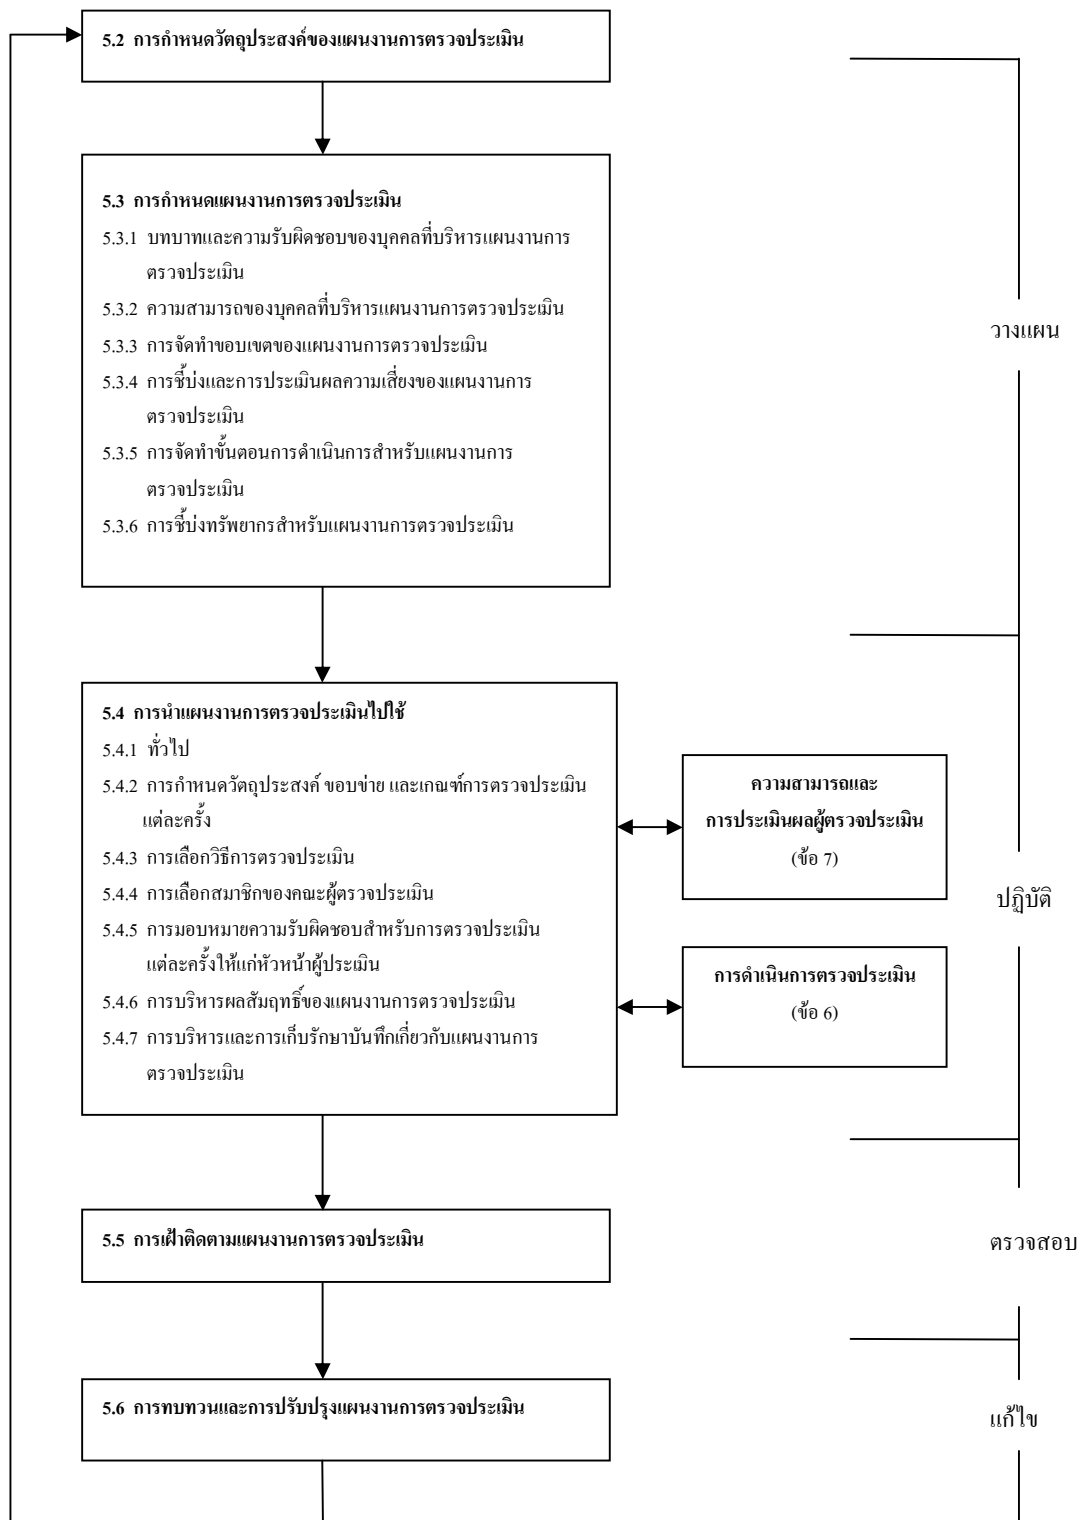 5.2 การกำหนดวัตถุประสงค์ของแผนงานการตรวจประเมิน
5.3 การกำหนดแผนงานการตรวจประเมิน
5.3.1 บทบาทและความรับผิดชอบของบุคคลที่บริหารแผนงานการ
ตรวจประเมิน
5.3.2 ความสามารถของบุคคลที่บริหารแผนงานการตรวจประเมิน
5.3.3 การจัดทำขอบเขตของแผนงานการตรวจประเมิน
5.3.4 การชี้บ่งและการประเมินผลความเสี่ยงของแผนงานการ
ตรวจประเมิน
5.3.5 การจัดทำขั้นตอนการดำเนินการสำหรับแผนงานการ
ตรวจประเมิน
5.3.6 การชี้บ่งทรัพยากรสำหรับแผนงานการตรวจประเมิน
วางแผน
5.4 การนำแผนงานการตรวจประเมินไปใช้
5.4.1 ทั่วไป
5.4.2 การกำหนดวัตถุประสงค์ ขอบข่าย และเกณฑ์การตรวจประเมิน
แต่ละครั้ง
5.4.3 การเลือกวิธีการตรวจประเมิน
5.4.4 การเลือกสมาชิกของคณะผู้ตรวจประเมิน
5.4.5 การมอบหมายความรับผิดชอบสำหรับการตรวจประเมิน
แต่ละครั้งให้แก่หัวหน้าผู้ประเมิน
5.4.6 การบริหารผลสัมฤทธิ์ของแผนงานการตรวจประเมิน
5.4.7 การบริหารและการเก็บรักษาบันทึกเกี่ยวกับแผนงานการ
ตรวจประเมิน
ความสามารถและ
การประเมินผลผู้ตรวจประเมิน
(ข้อ 7)
การดำเนินการตรวจประเมิน
(ข้อ 6)
ปฏิบัติ
5.5 การเฝ้าติดตามแผนงานการตรวจประเมิน
ตรวจสอบ
5.6 การทบทวนและการปรับปรุงแผนงานการตรวจประเมิน
แก้ไข